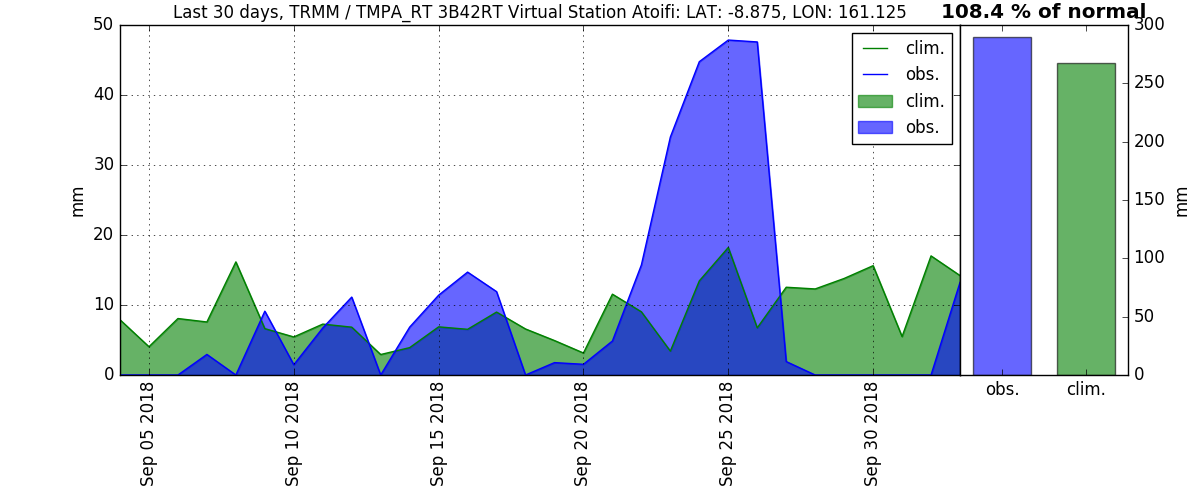 Last 30 days, TRMM / TMPA_RT 3B42RT Virtual Station Atoifi: LAT: -8.875, LON: 161.125
108.4 % of normal
50
40
30
20
10
0
mm
clim.
obs.
clim.
obs.
300
250
200
150
100
50
0
mm
Sep 05 2018
Sep 10 2018
Sep 15 2018
Sep 20 2018
Sep 25 2018
Sep 30 2018
obs.
clim.